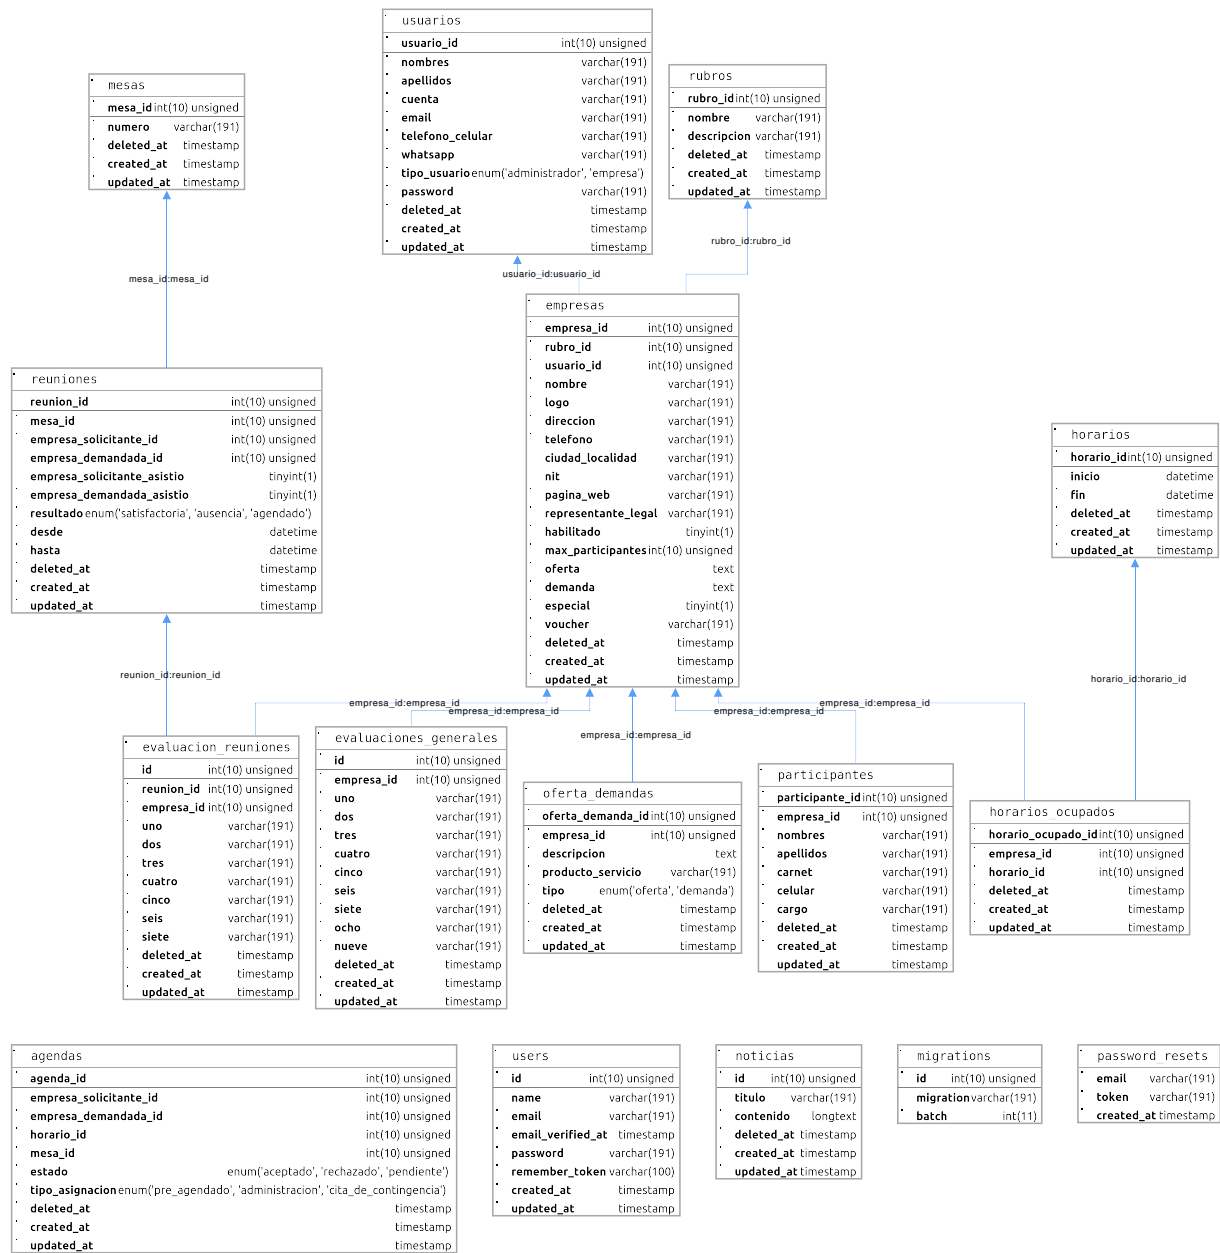 usuarios
usuario_id int(10) unsigned
nombres varchar(191)
apellidos varchar(191)
cuenta varchar(191)
email varchar(191)
telefono_celular varchar(191)
whatsapp varchar(191)
tipo_usuario enum('administrador', 'empresa')
password varchar(191)
deleted_at timestamp
created_at timestamp
updated_at timestamp
mesas
mesa_id int(10) unsigned
numero varchar(191)
deleted_at timestamp
created_at timestamp
updated_at timestamp
rubros
rubro_id int(10) unsigned
nombre varchar(191)
descripcion varchar(191)
deleted_at timestamp
created_at timestamp
updated_at timestamp
mesa_id:mesa_id
usuario_id:usuario_id
rubro_id:rubro_id
empresas
empresa_id int(10) unsigned
rubro_id int(10) unsigned
usuario_id int(10) unsigned
nombre varchar(191)
logo varchar(191)
direccion varchar(191)
telefono varchar(191)
ciudad_localidad varchar(191)
nit varchar(191)
pagina_web varchar(191)
representante_legal varchar(191)
habilitado tinyint(1)
max_participantes int(10) unsigned
oferta text
demanda text
especial tinyint(1)
voucher varchar(191)
deleted_at timestamp
created_at timestamp
updated_at timestamp
reuniones
reunion_id int(10) unsigned
mesa_id int(10) unsigned
empresa_solicitante_id int(10) unsigned
empresa_demandada_id int(10) unsigned
empresa_solicitante_asistio tinyint(1)
empresa_demandada_asistio tinyint(1)
resultado enum('satisfactoria', 'ausencia', 'agendado')
desde datetime
hasta datetime
deleted_at timestamp
created_at timestamp
updated_at timestamp
horarios
horario_id int(10) unsigned
inicio datetime
fin datetime
deleted_at timestamp
created_at timestamp
updated_at timestamp
reunion_id:reunion_id
horario_id:horario_id
empresa_id:empresa_id
empresa_id:empresa_id
empresa_id:empresa_id
empresa_id:empresa_id
empresa_id:empresa_id
evaluacion_reuniones
id int(10) unsigned
reunion_id int(10) unsigned
empresa_id int(10) unsigned
uno varchar(191)
dos varchar(191)
tres varchar(191)
cuatro varchar(191)
cinco varchar(191)
seis varchar(191)
siete varchar(191)
deleted_at timestamp
created_at timestamp
updated_at timestamp
evaluaciones_generales
id int(10) unsigned
empresa_id int(10) unsigned
uno varchar(191)
dos varchar(191)
tres varchar(191)
cuatro varchar(191)
cinco varchar(191)
seis varchar(191)
siete varchar(191)
ocho varchar(191)
nueve varchar(191)
deleted_at timestamp
created_at timestamp
updated_at timestamp
oferta_demandas
oferta_demanda_id int(10) unsigned
empresa_id int(10) unsigned
descripcion text
producto_servicio varchar(191)
tipo enum('oferta', 'demanda')
deleted_at timestamp
created_at timestamp
updated_at timestamp
participantes
participante_id int(10) unsigned
empresa_id int(10) unsigned
nombres varchar(191)
apellidos varchar(191)
carnet varchar(191)
celular varchar(191)
cargo varchar(191)
deleted_at timestamp
created_at timestamp
updated_at timestamp
horarios_ocupados
horario_ocupado_id int(10) unsigned
empresa_id int(10) unsigned
horario_id int(10) unsigned
deleted_at timestamp
created_at timestamp
updated_at timestamp
agendas
agenda_id int(10) unsigned
empresa_solicitante_id int(10) unsigned
empresa_demandada_id int(10) unsigned
horario_id int(10) unsigned
mesa_id int(10) unsigned
estado enum('aceptado', 'rechazado', 'pendiente')
tipo_asignacion enum('pre_agendado', 'administracion', 'cita_de_contingencia')
deleted_at timestamp
created_at timestamp
updated_at timestamp
users
id int(10) unsigned
name varchar(191)
email varchar(191)
email_verified_at timestamp
password varchar(191)
remember_token varchar(100)
created_at timestamp
updated_at timestamp
noticias
id int(10) unsigned
titulo varchar(191)
contenido longtext
deleted_at timestamp
created_at timestamp
updated_at timestamp
migrations
id int(10) unsigned
migration varchar(191)
batch int(11)
password_resets
email varchar(191)
token varchar(191)
created_at timestamp